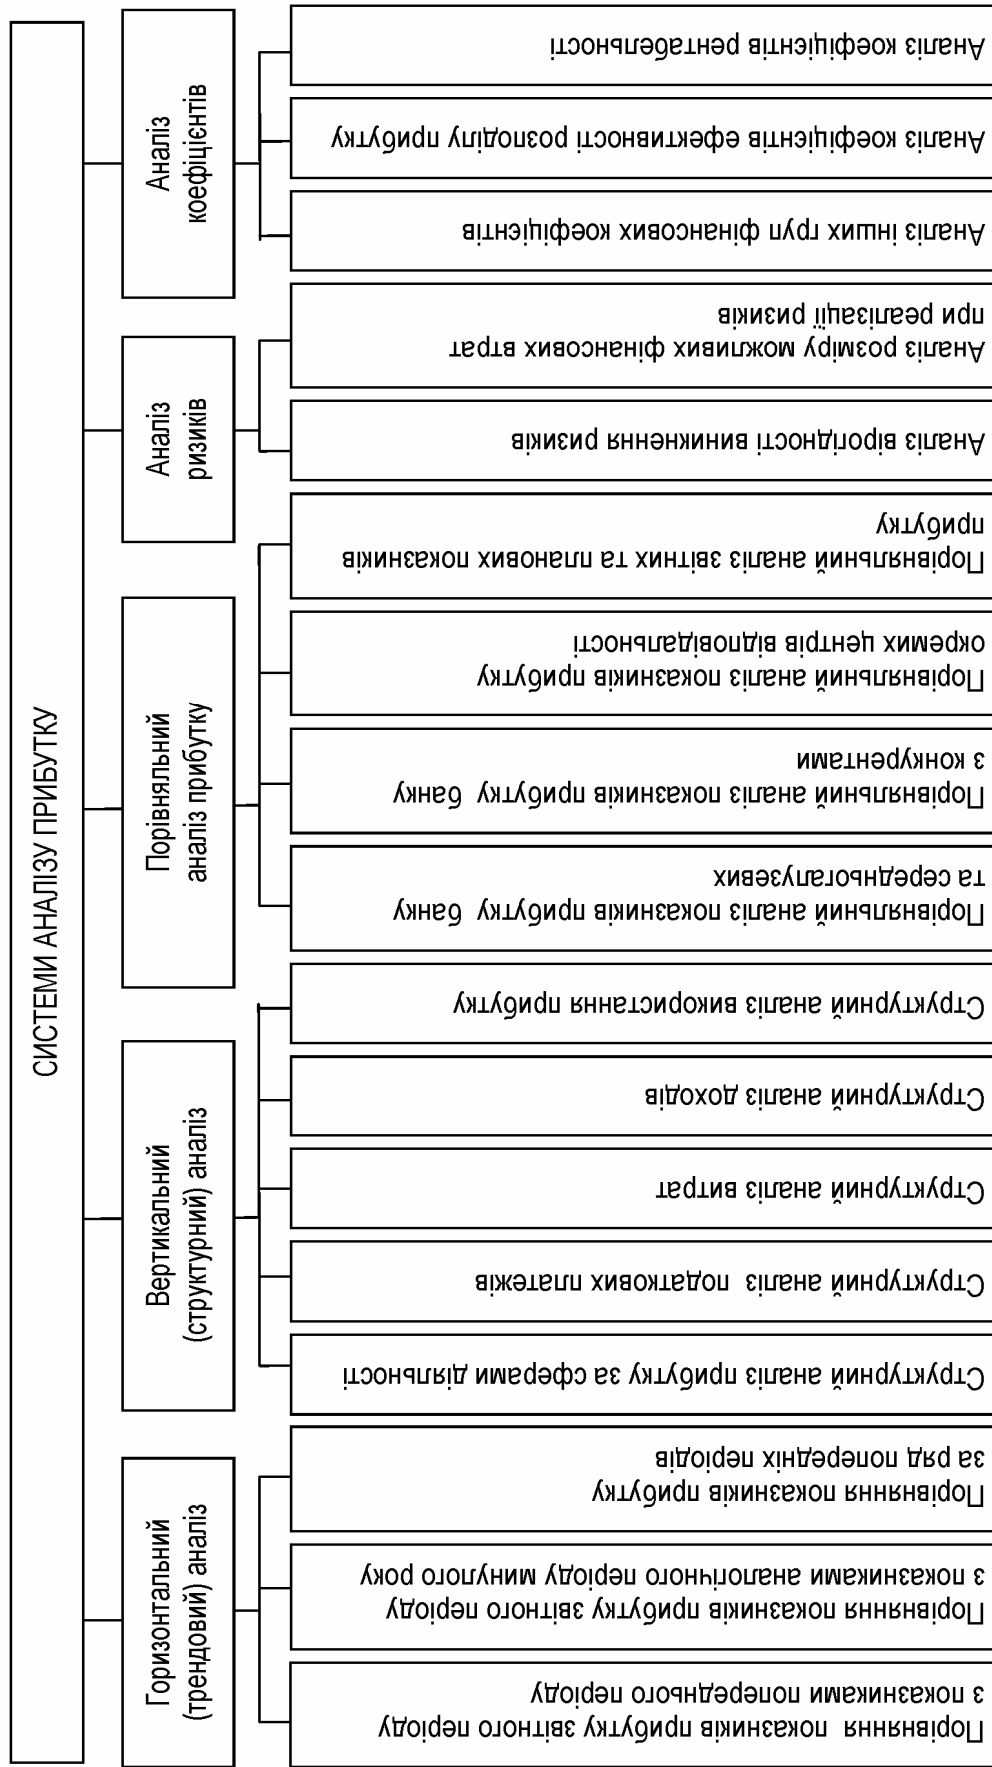 СИСТЕМИ АНАЛІЗУ ПРИБУТКУ
Горизонтальний
(трендовий) аналіз
Порівняння показників прибутку звітного періоду
з показниками попереднього періоду
Порівняння показників прибутку звітного періоду
з показниками аналогічного періоду минулого року
Порівняння показників прибутку
за ряд попередніх періодів
Вертикальний
(структурний) аналіз
Структурний аналіз прибутку за сферами діяльності
Структурний аналіз податкових платежів
Структурний аналіз витрат
Структурний аналіз доходів
Структурний аналіз використання прибутку
Порівняльний
аналіз прибутку
Порівняльний аналіз показників прибутку банку
та середньогалузевих
Порівняльний аналіз показників прибутку банку
з конкурентами
Порівняльний аналіз показників прибутку
окремих центрів відповідальності
Порівняльний аналіз звітних та планових показників
прибутку
Аналіз
ризиків
Аналіз вірогідності виникнення ризиків
Аналіз розміру можливих фінансових втрат
при реалізації ризиків
Аналіз
коефіцієнтів
Аналіз інших груп фінансових коефіцієнтів
Аналіз коефіцієнтів ефективності розподілу прибутку
Аналіз коефіцієнтів рентабельності